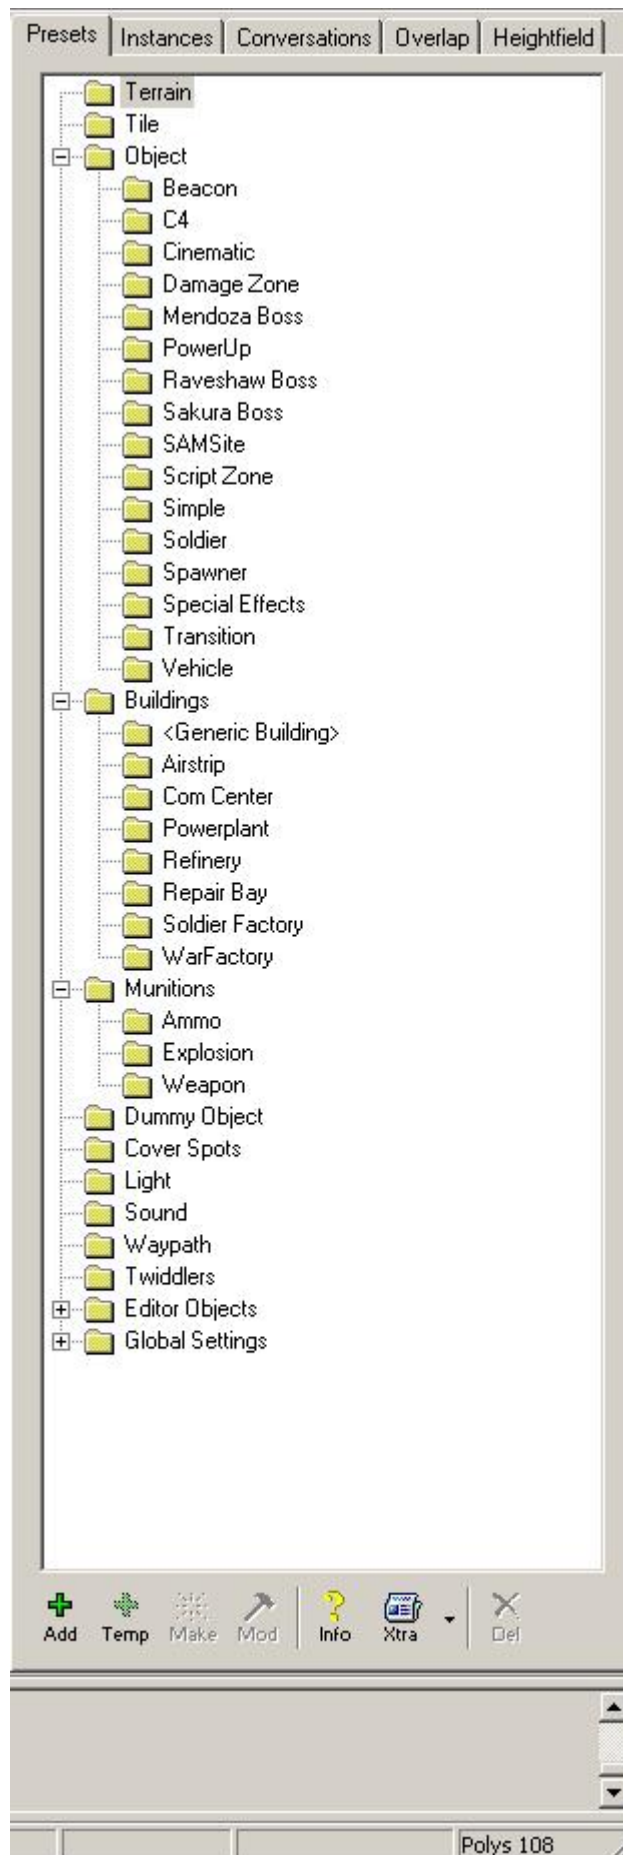 Presets Instances Conversations Overlap Heightfield
Terrain
Tile
Object
Beacon
C4
Cinematic
Damage Zone
Mendoza Boss
PowerUp
Raveshaw Boss
Sakura Boss
SAMSite
Script Zone
Simple
Soldier
Spawner
Special Effects
Transition
Vehicle
Buildings
<Generic Building>
Airstrip
Com Center
Powerplant
Refinery
Repair Bay
Soldier Factory
WarFactory
Munitions
Ammo
Explosion
Weapon
Dummy Object
Cover Spots
Light
Sound
Waypath
Twiddlers
Editor Objects
Global Settings
Add Temp Make Mod Info Xtra Del
Polys 108